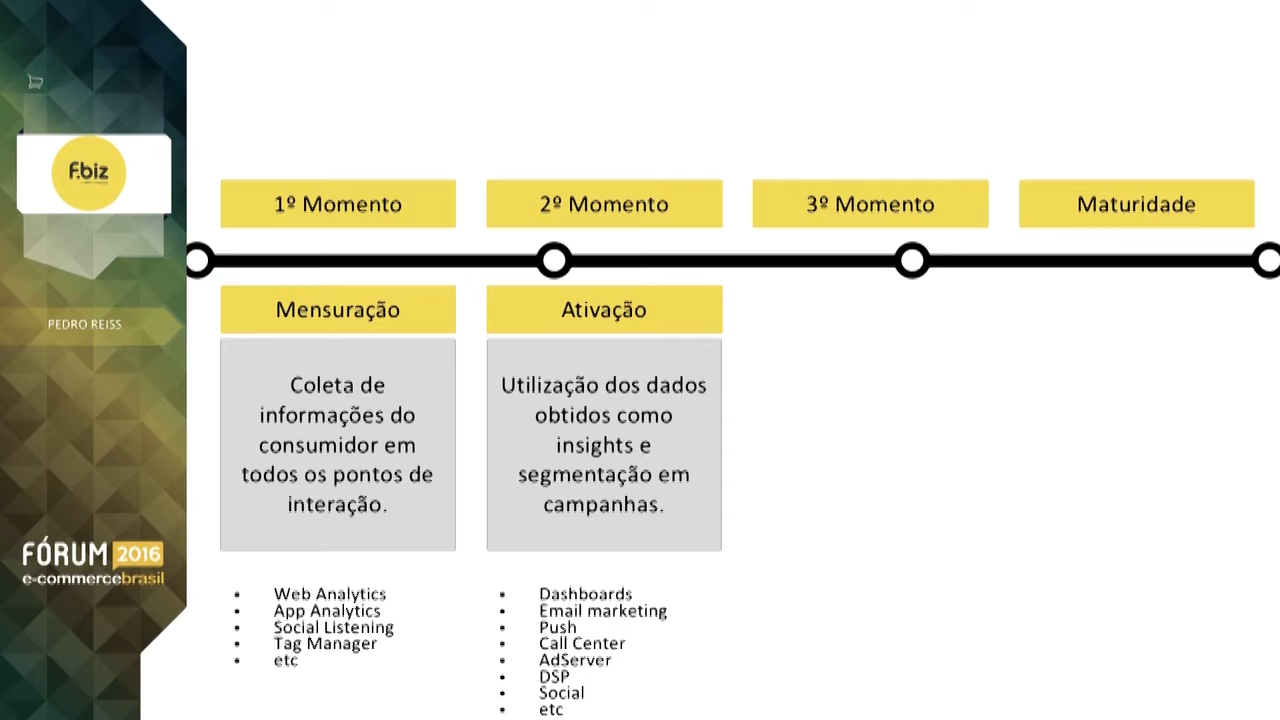 F.biz
PEDRO REISS
FÓRUM 2016
e-commercebrasil
1º Momento
2º Momento
3º Momento
Maturidade
Mensuração
Coleta de
informações do
consumidor em
todos os pontos de
interação.
• Web Analytics
• App Analytics
• Social Listening
• Tag Manager
• etc
Ativação
Utilização dos dados
obtidos como
insights e
segmentação em
campanhas.
• Dashboards
• Email marketing
• Push
• Call Center
• AdServer
• DSP
• Social
• etc